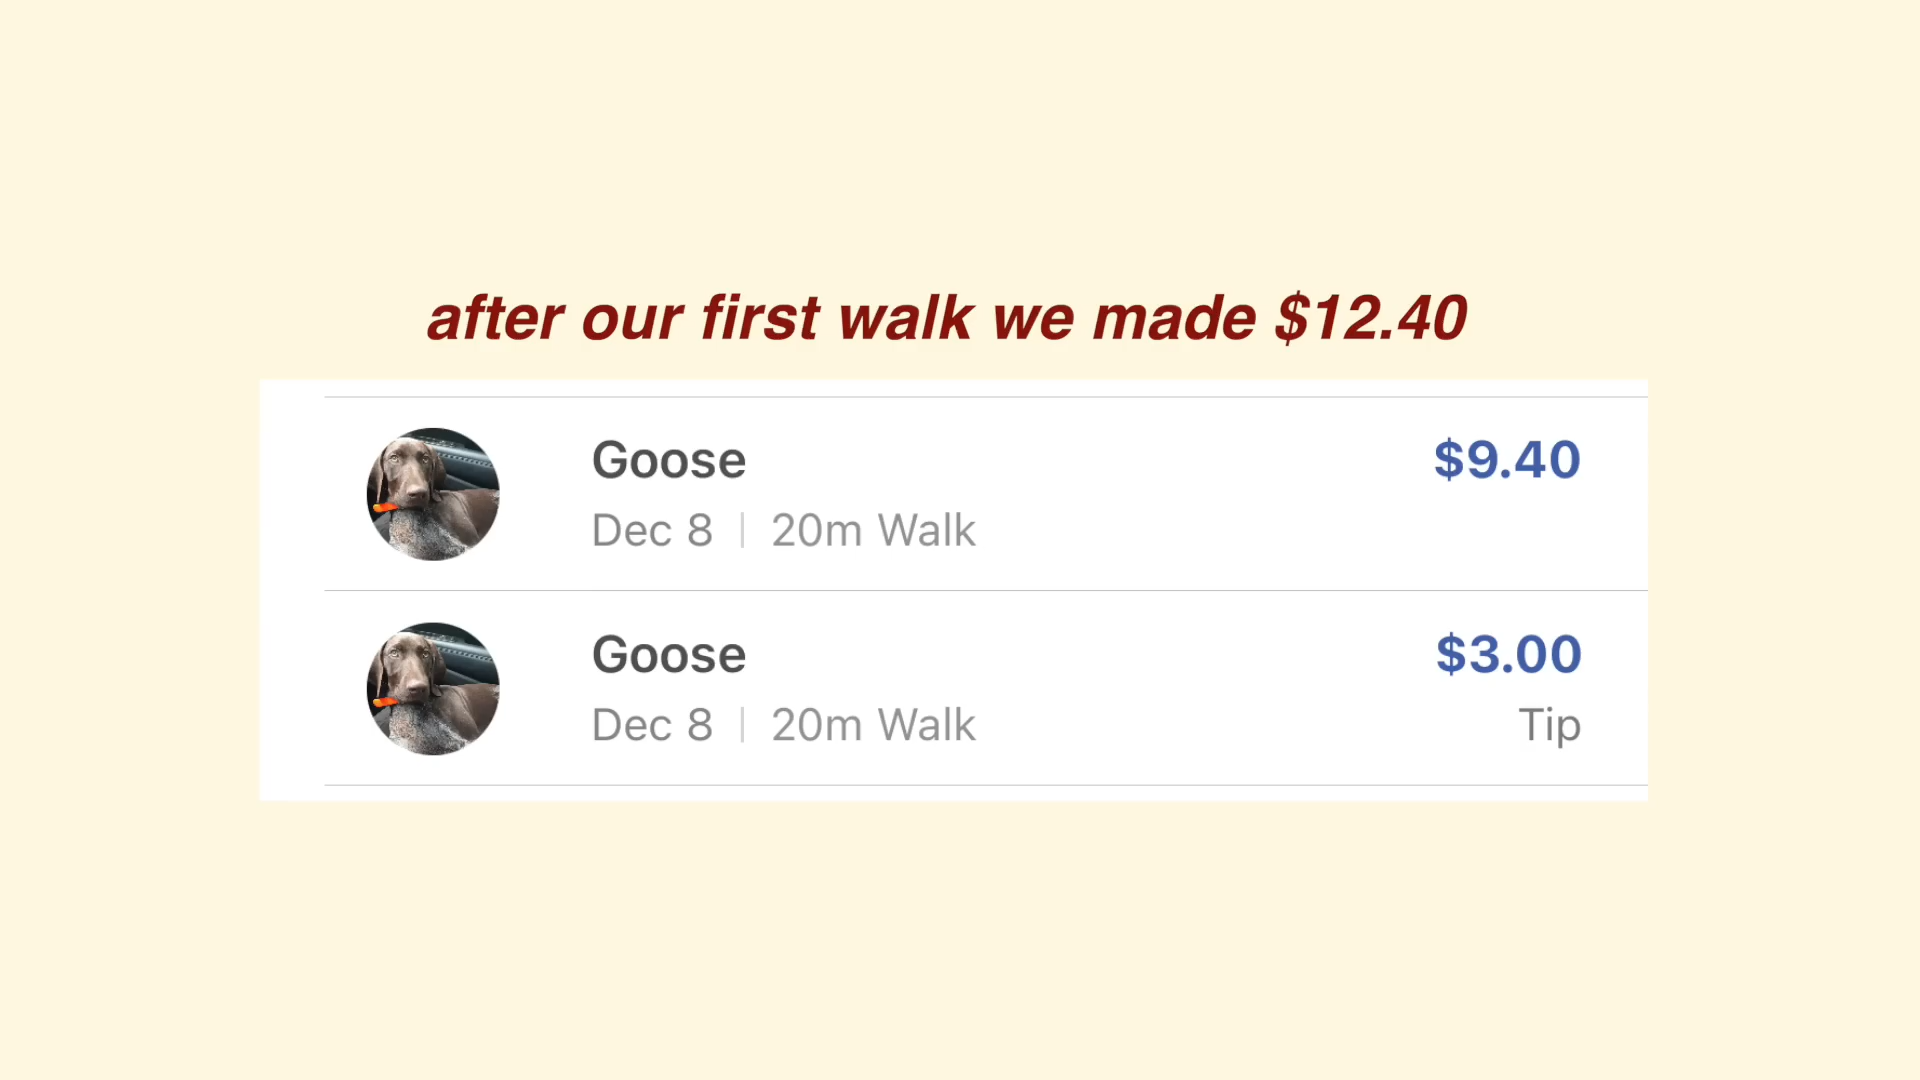 after our first walk we made $12.40
Goose $9.40
Dec 8 | 20m Walk
Goose $3.00
Dec 8 | 20m Walk Tip